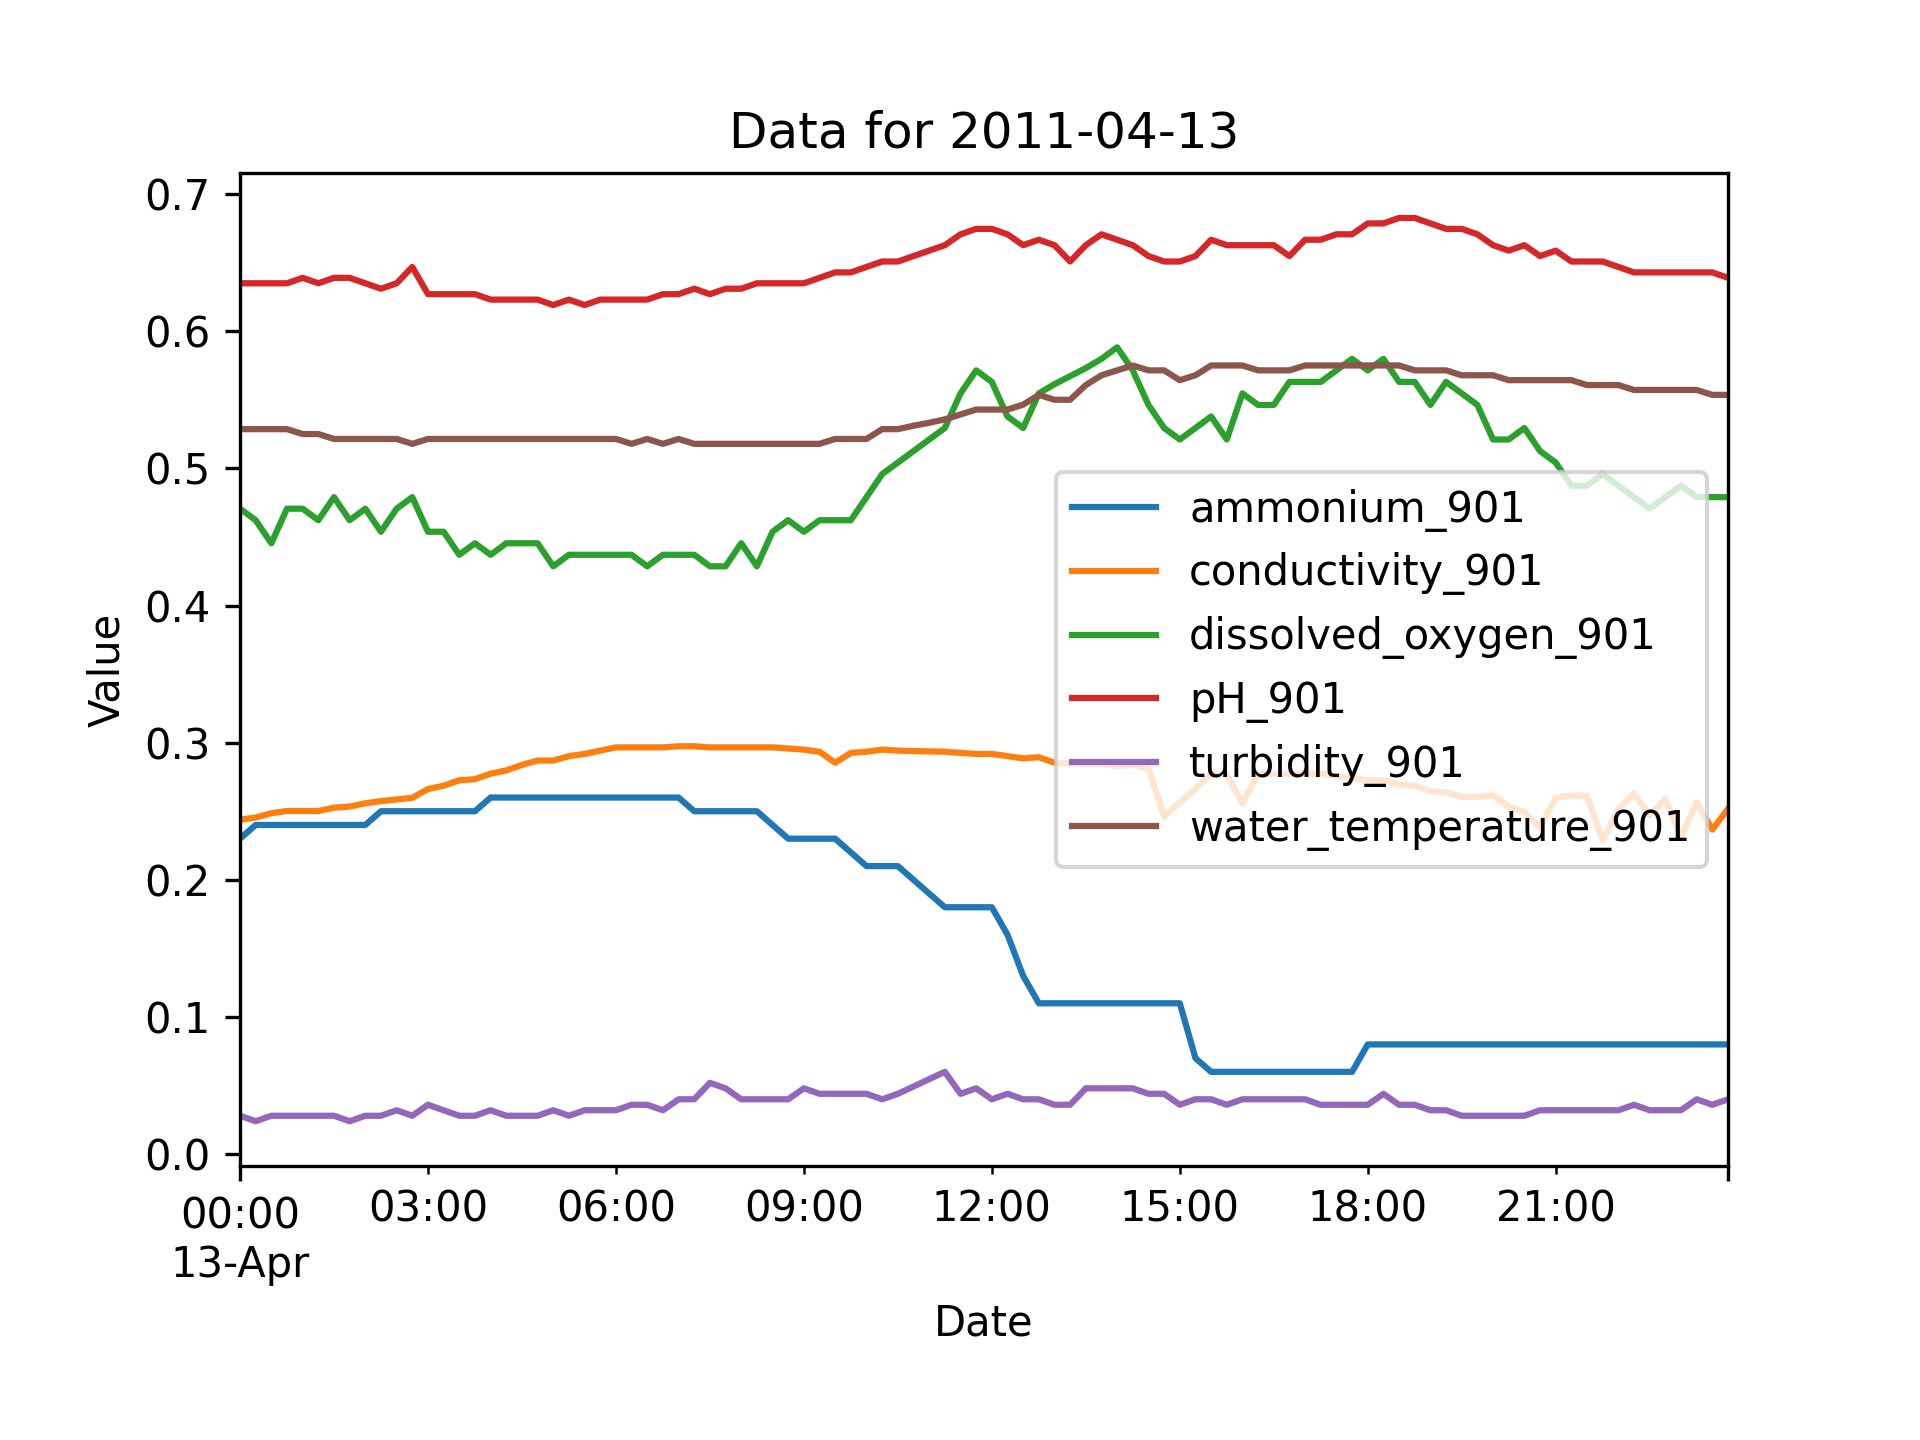 Data for 2011-04-13
Value
0.7
0.6
0.5
0.4
0.3
0.2
0.1
0.0
ammonium_901
conductivity_901
dissolved_oxygen_901
pH_901
turbidity_901
water_temperature_901
00:00 03:00 06:00 09:00 12:00 15:00 18:00 21:00
13-Apr
Date